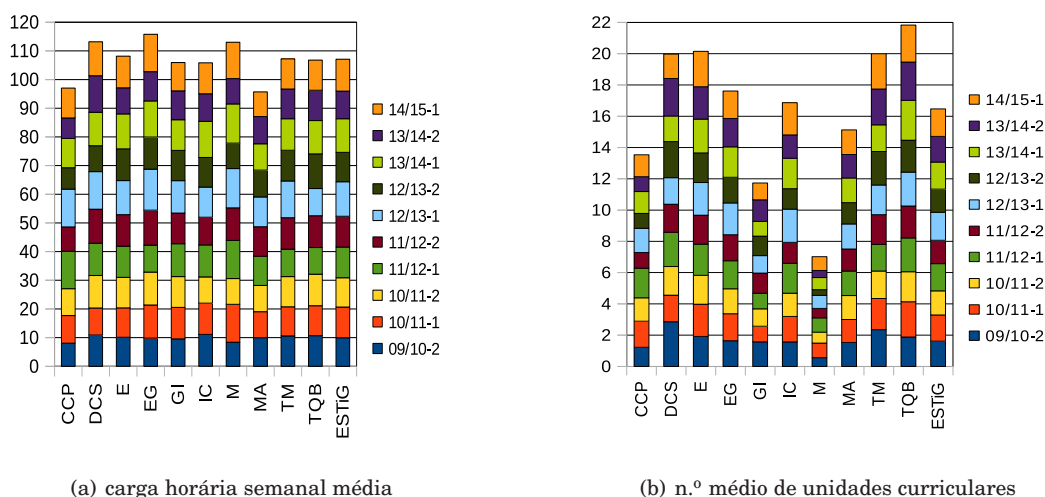 120
110
100
90
80
70
60
50
40
30
20
10
0
CCP
DCS
E
EG
GI
IC
M
MA
TM
TQB
ESTiG
14/15-1
13/14-2
13/14-1
12/13-2
12/13-1
11/12-2
11/12-1
10/11-2
10/11-1
09/10-2
(a) carga horária semanal média
22
20
18
16
14
12
10
8
6
4
2
0
CCP
DCS
E
EG
GI
IC
M
MA
TM
TQB
ESTiG
14/15-1
13/14-2
13/14-1
12/13-2
12/13-1
11/12-2
11/12-1
10/11-2
10/11-1
09/10-2
(b) n.º médio de unidades curriculares